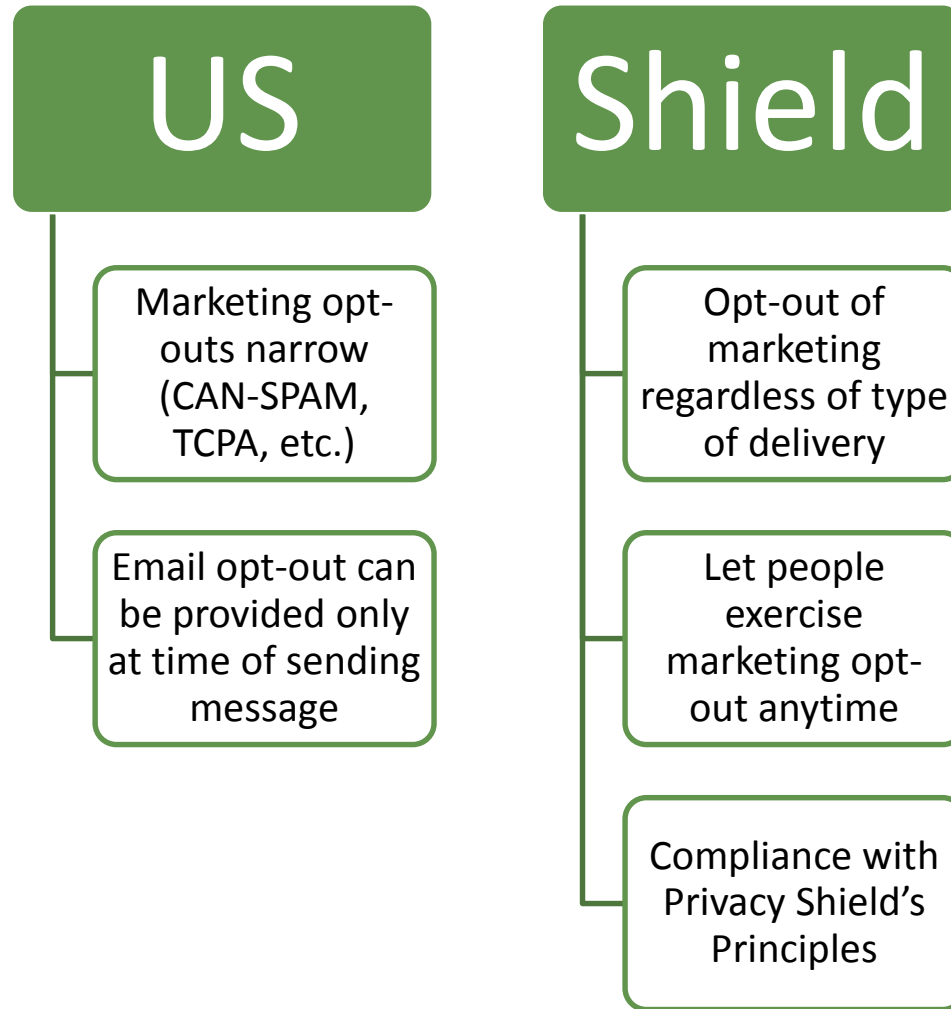 US
Marketing opt-
outs narrow
(CAN-SPAM,
TCPA, etc.)
Email opt-out can
be provided only
at time of sending
message
Shield
Opt-out of
marketing
regardless of type
of delivery
Let people
exercise
marketing opt-
out anytime
Compliance with
Privacy Shield’s
Principles